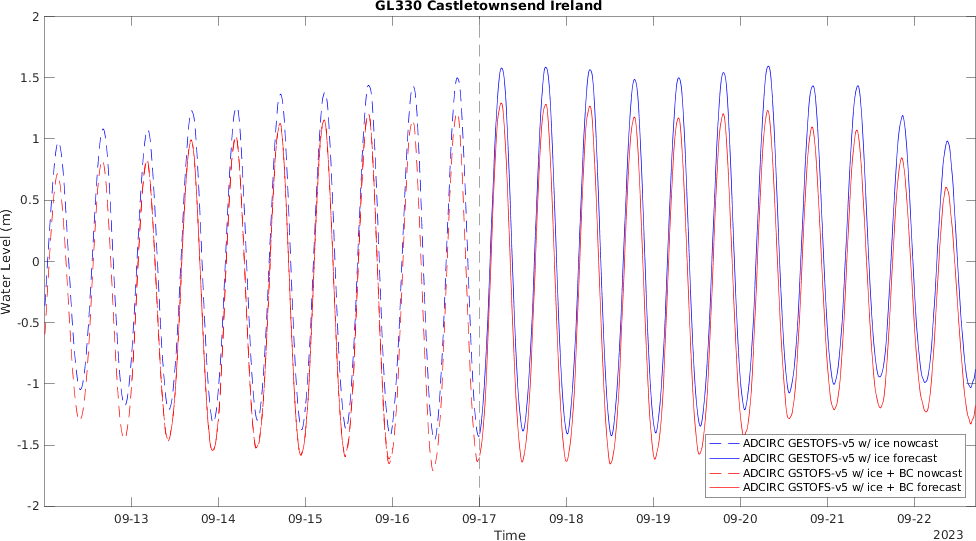 GL330 Castletownsend Ireland
2
1.5
1
0.5
0
-0.5
-1
-1.5
-2
Water Level (m)
ADCIRC GESTOFS-v5 w/ ice nowcast
ADCIRC GESTOFS-v5 w/ ice forecast
ADCIRC GSTOFS-v5 w/ ice + BC nowcast
ADCIRC GSTOFS-v5 w/ ice + BC forecast
09-13 09-14 09-15 09-16 09-17 09-18 09-19 09-20 09-21 09-22
Time
2023